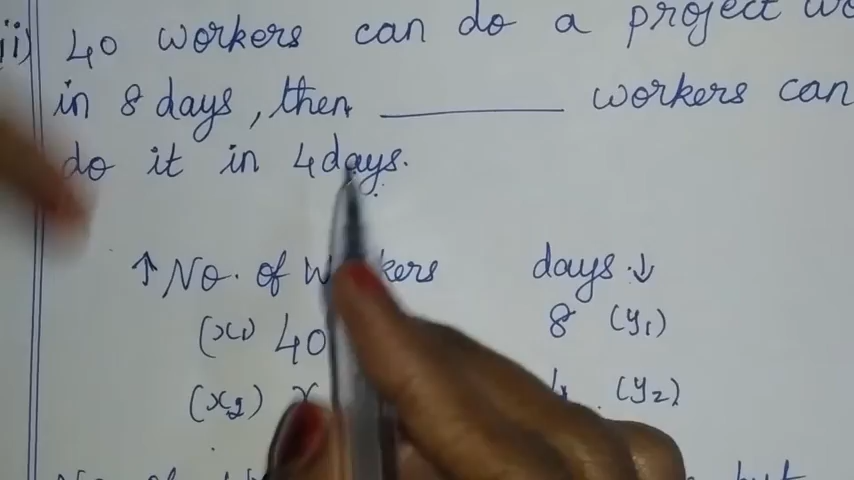 ii) 40 workers can do a project
in 8 days, then ________ workers can
do it in 4 days.
↑ No. of days ↓
(x1) 40 8 (y1)
(x2) x (y2)